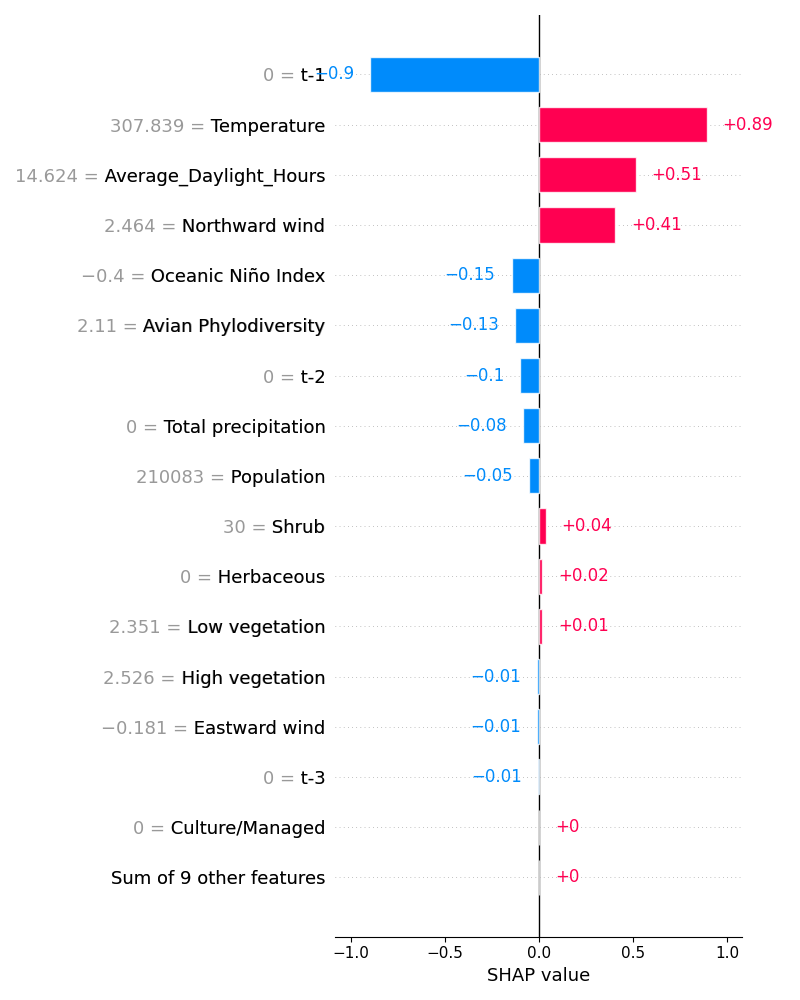 0 = t-1 −0.9
307.839 = Temperature +0.89
14.624 = Average_Daylight_Hours +0.51
2.464 = Northward wind +0.41
−0.4 = Oceanic Niño Index −0.15
2.11 = Avian Phylodiversity −0.13
0 = t-2 −0.1
0 = Total precipitation −0.08
210083 = Population −0.05
30 = Shrub +0.04
0 = Herbaceous +0.02
2.351 = Low vegetation +0.01
2.526 = High vegetation −0.01
−0.181 = Eastward wind −0.01
0 = t-3 −0.01
0 = Culture/Managed +0
Sum of 9 other features +0
−1.0 −0.5 0.0 0.5 1.0
SHAP value